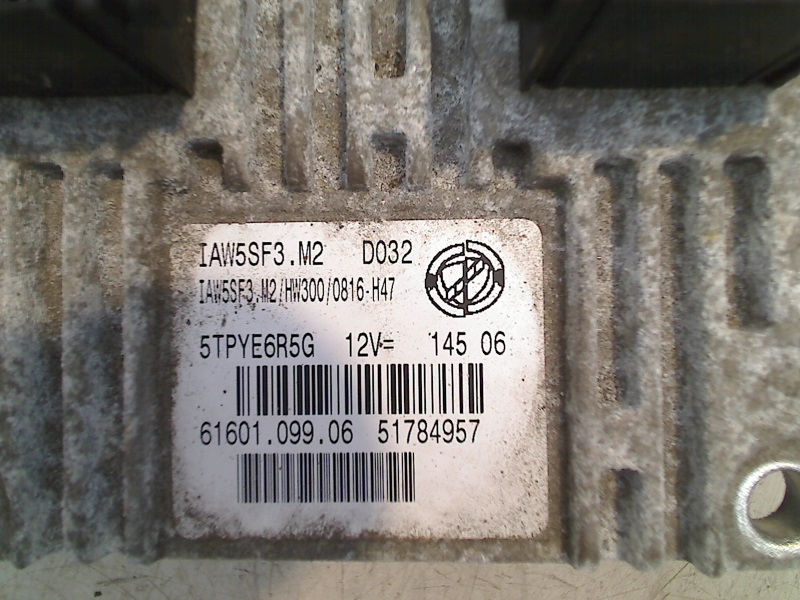 IAW5SF3.M2 D032
IAW5SF3.M2/HW300/0816-H47
5TPYE6R5G 12V= 145 06
61601.099.06 51784957